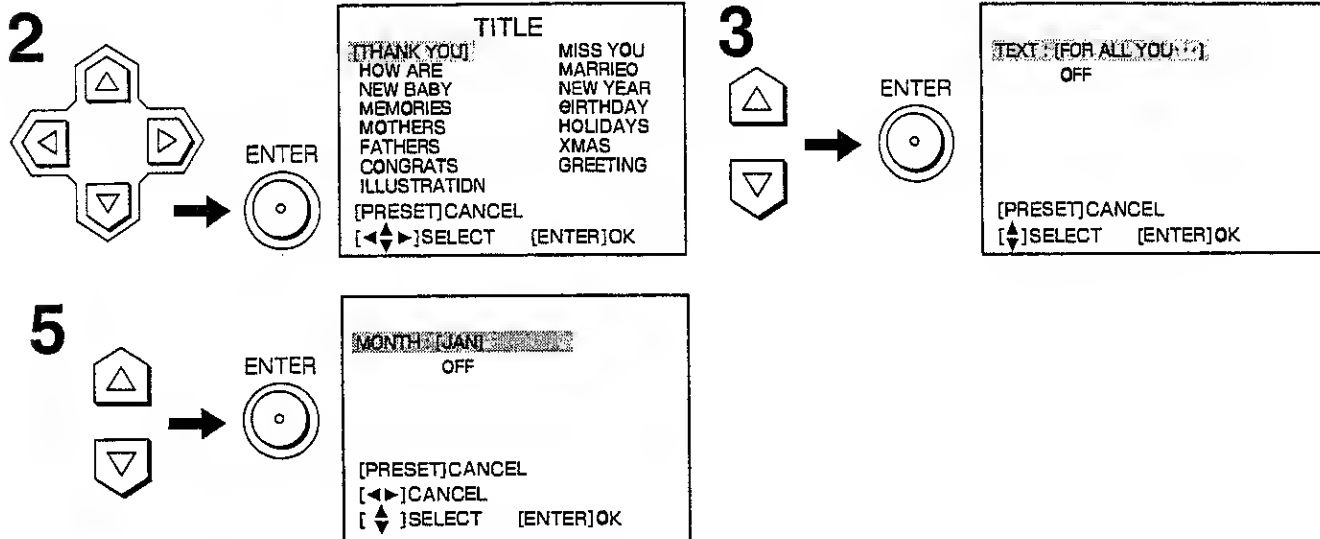 2
ENTER
TITLE
[THANK YOU] MISS YOU
HOW ARE MARRIED
NEW BABY NEW YEAR
MEMORIES BIRTHDAY
MOTHERS HOLIDAYS
FATHERS XMAS
CONGRATS GREETING
ILLUSTRATION
[PRESET]CANCEL
[◄▲▼►]SELECT [ENTER]OK
3
ENTER
TEXT : [FOR ALL YOU···]
OFF
[PRESET]CANCEL
[▲▼]SELECT [ENTER]OK
5
ENTER
MONTH : [JAN]
OFF
[PRESET]CANCEL
[◄►]CANCEL
[▲▼]SELECT [ENTER]OK